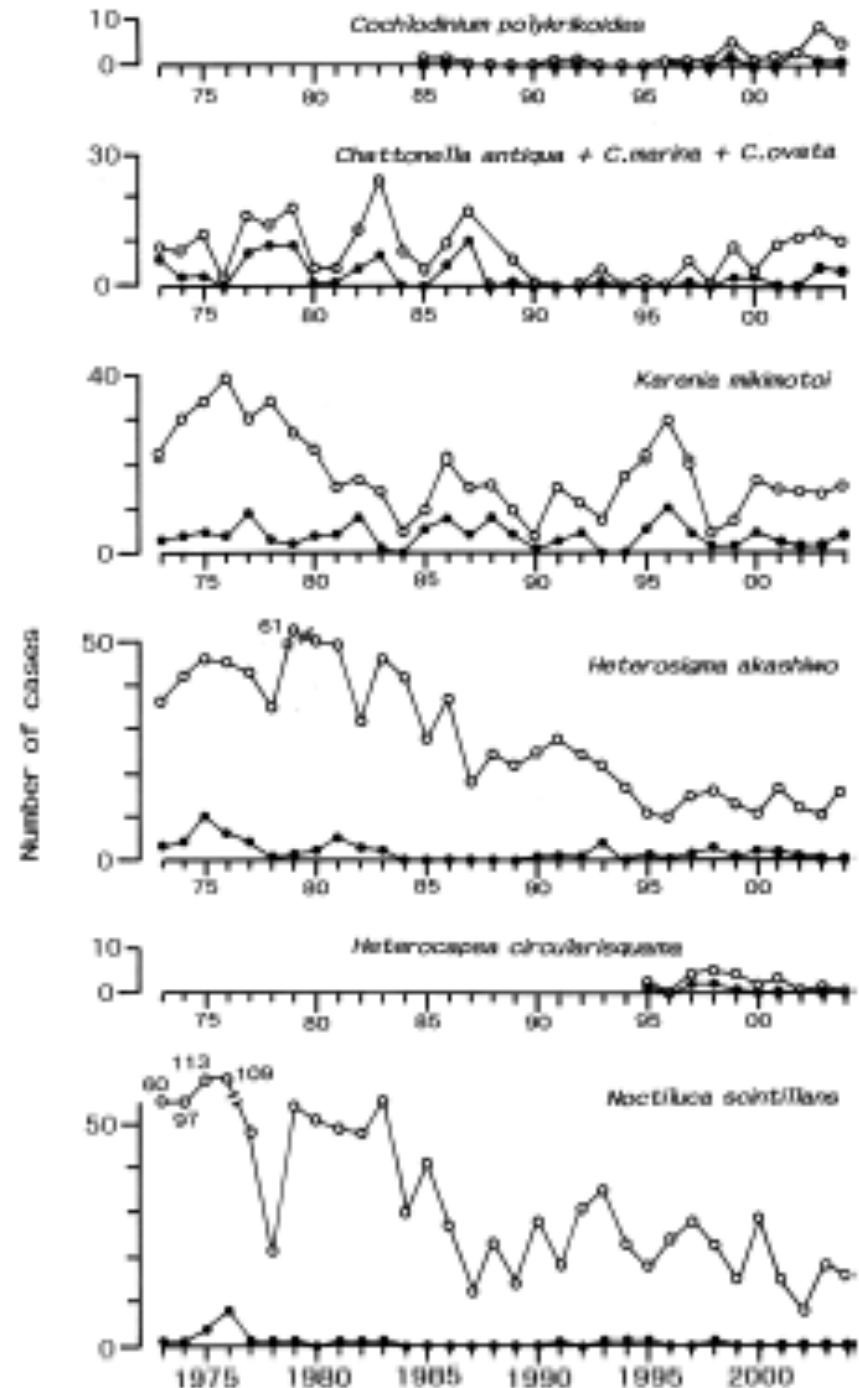 Number of cases
Cochlodinium polykrikoides
10
0
75 80 85 90 95 00
Chattonella antiqua + C.marina + C.ovata
30
0
75 80 85 90 95 00
Karenia mikimotoi
40
0
75 80 85 90 95 00
Heterosigma akashiwo
61
50
0
75 80 85 90 95 00
Heterocapsa circularisquama
10
0
75 80 85 90 95 00
Noctiluca scintillans
113 109
60
97
50
0
1975 1980 1985 1990 1995 2000